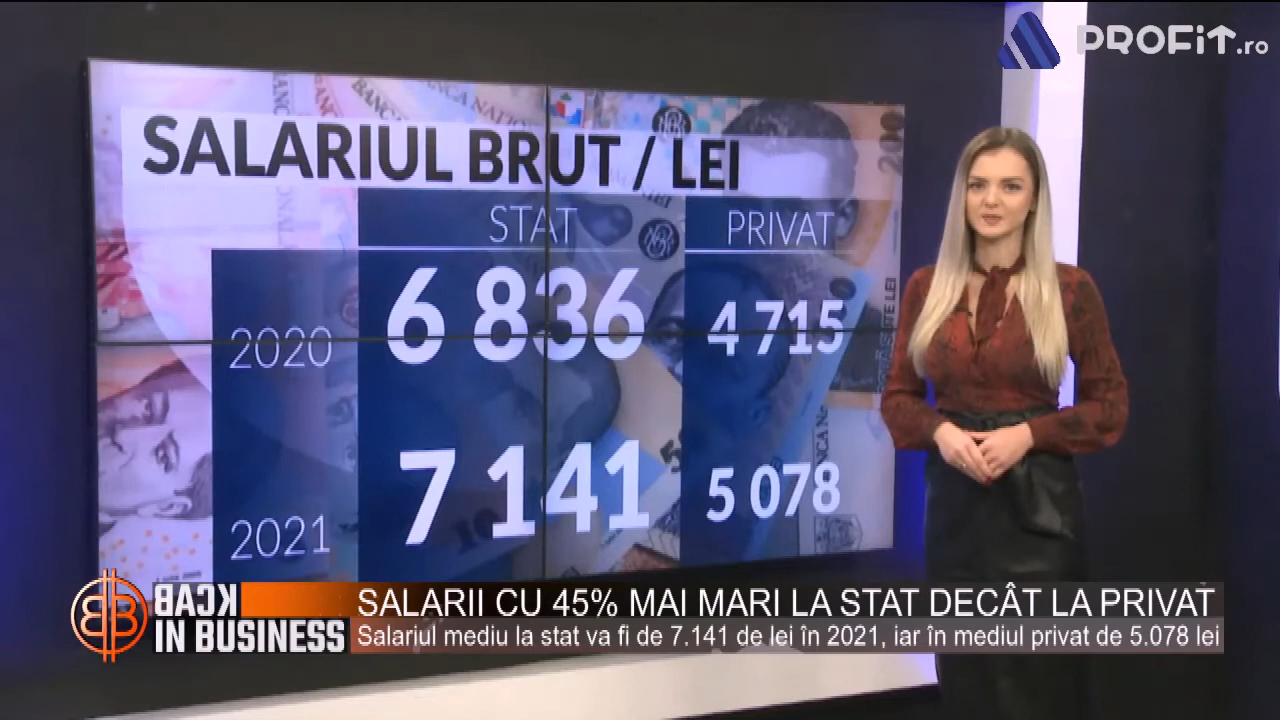 PROFIT.ro
SALARIUL BRUT / LEI
STAT PRIVAT
2020 6 836 4 715
2021 7 141 5 078
BACK
IN BUSINESS
SALARII CU 45% MAI MARI LA STAT DECÂT LA PRIVAT
Salariul mediu la stat va fi de 7.141 de lei în 2021, iar în mediul privat de 5.078 lei